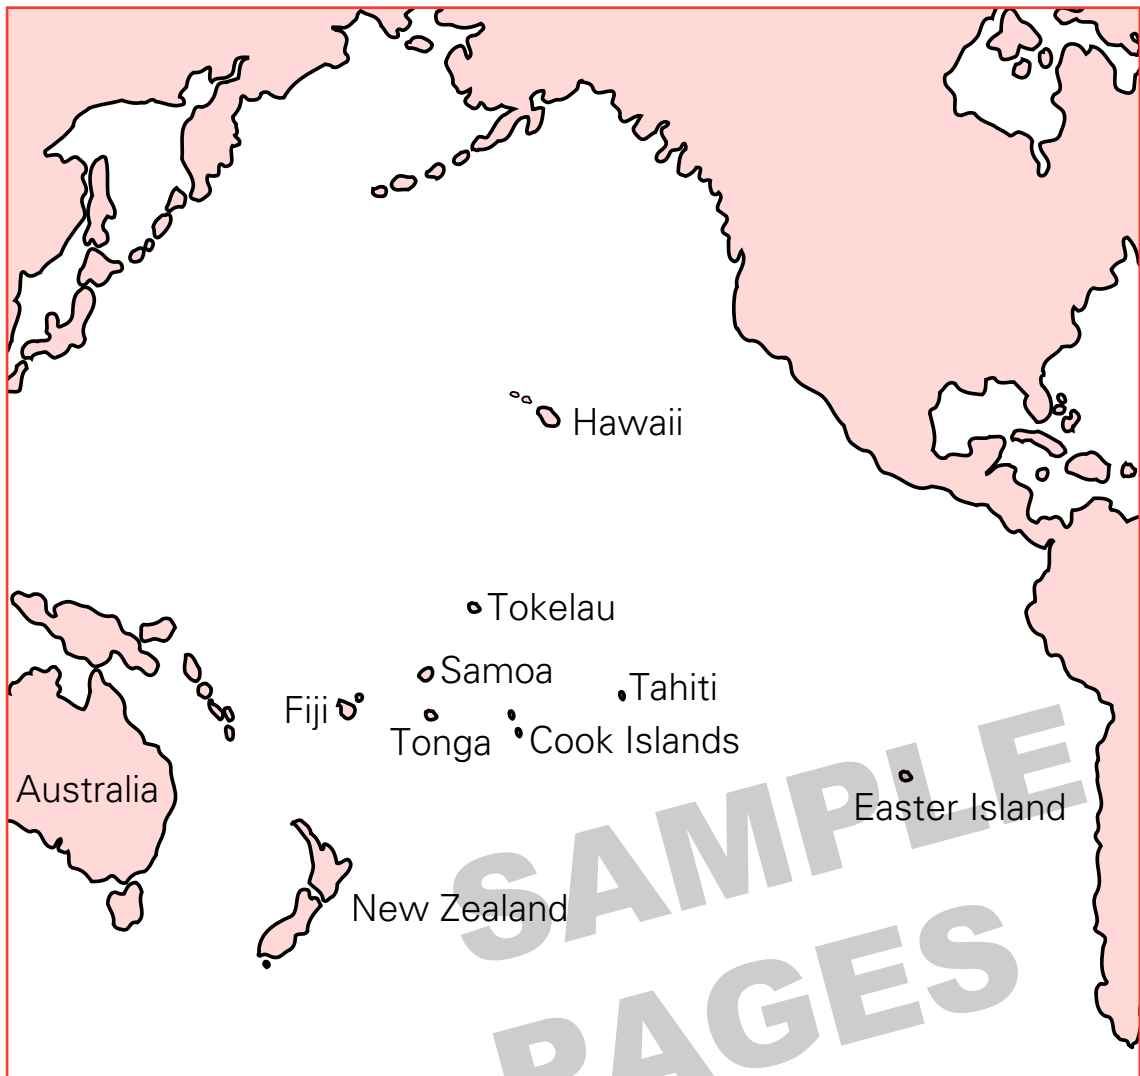 Hawaii
Tokelau
Samoa
Tahiti
Fiji
Tonga
Cook Islands
Australia
Easter Island
New Zealand
SAMPLE
PAGES